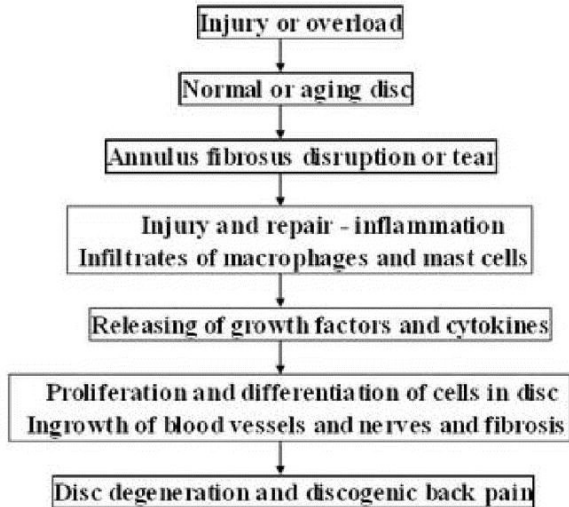 Injury or overload
Normal or aging disc
Annulus fibrosus disruption or tear
Injury and repair - inflammation
Infiltrates of macrophages and mast cells
Releasing of growth factors and cytokines
Proliferation and differentiation of cells in disc
Ingrowth of blood vessels and nerves and fibrosis
Disc degeneration and discogenic back pain